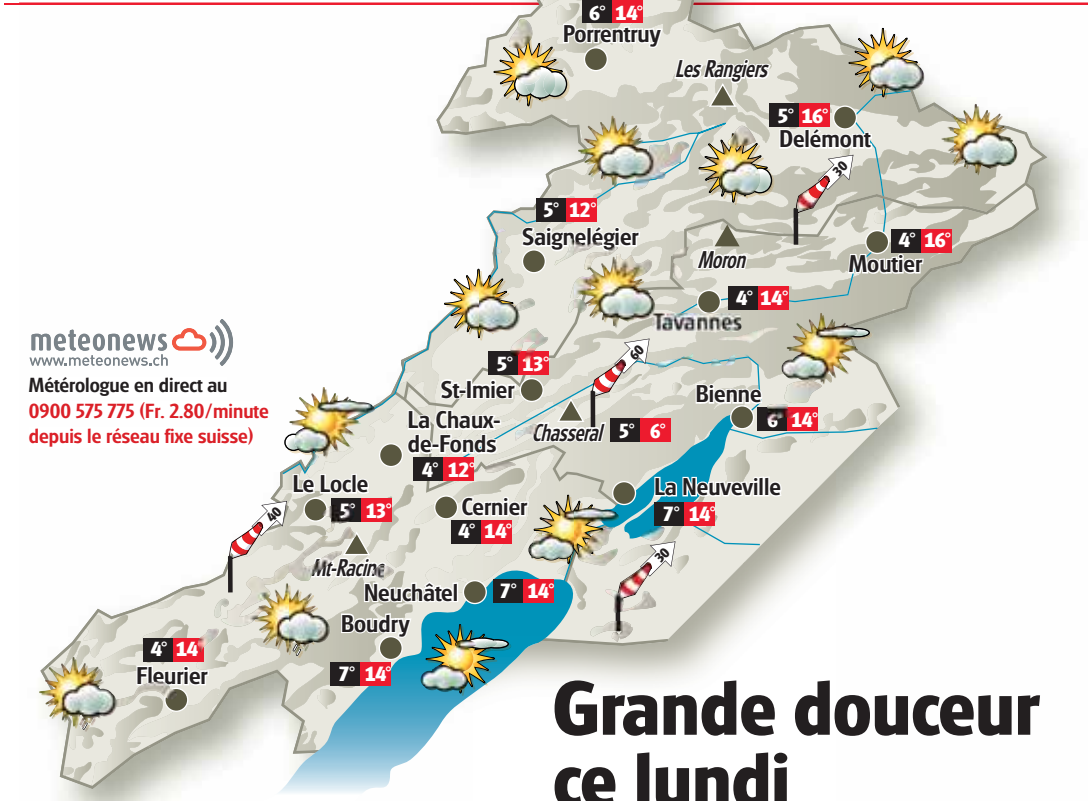 6° 14°
Porrentruy
Les Rangiers
5° 16°
Delémont
30
5° 12°
Saignelégier
4° 16°
Moutier
Moron
4° 14°
Tavannes
meteonews
www.meteonews.ch
Météorologue en direct au
0900 575 775 (Fr. 2.80/minute
depuis le réseau fixe suisse)
60
5° 13°
St-Imier
Bienne
6° 14°
Chasseral 5° 6°
La Chaux-
de-Fonds
4° 12°
Le Locle
5° 13°
Cernier
4° 14°
La Neuveville
7° 14°
40
Mt-Racine
30
Neuchâtel 7° 14°
Boudry
7° 14°
4° 14°
Fleurier
Grande douceur
ce lundi